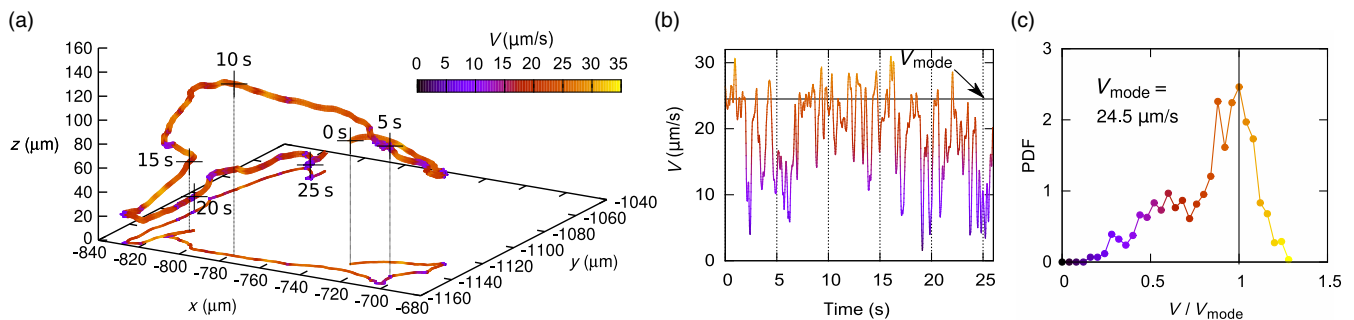 (a)
V (µm/s)
0 5 10 15 20 25 30 35
160
140
120
100
80
60
40
20
0
z (µm)
10 s
0 s
5 s
15 s
20 s
25 s
-840
-820
-800
-780
-760
-740
-720
-700
-680
x (µm)
-1160
-1140
-1120
-1100
-1080
-1060
-1040
y (µm)
(b)
V (µm/s)
30
20
10
0
Vmode
0 5 10 15 20 25
Time (s)
(c)
PDF
3
2
1
0
Vmode =
24.5 µm/s
0 0.5 1 1.5
V / Vmode